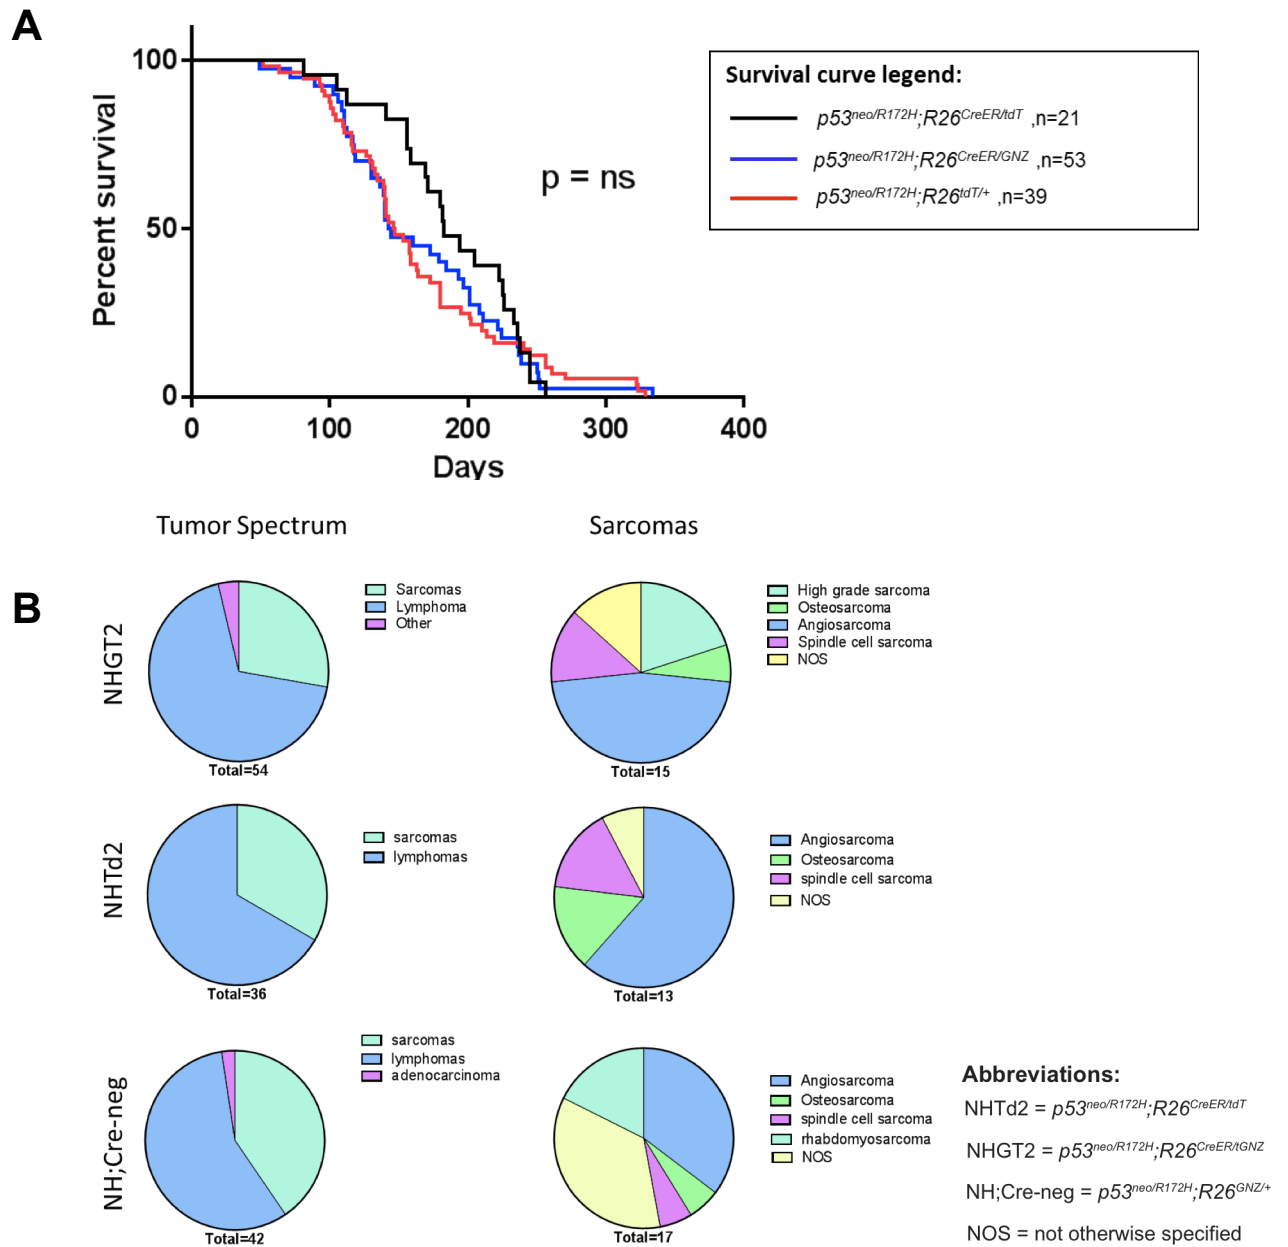 A
100
50
0
Percent survival
0 100 200 300 400
Days
p = ns
Survival curve legend:
p53neo/R172H;R26CreER/tdT ,n=21
p53neo/R172H;R26CreER/GNZ ,n=53
p53neo/R172H;R26tdT/+ ,n=39
Tumor Spectrum
Sarcomas
B
NHGT2
Sarcomas
Lymphoma
Other
Total=54
High grade sarcoma
Osteosarcoma
Angiosarcoma
Spindle cell sarcoma
NOS
Total=15
NHTd2
sarcomas
lymphomas
Total=36
Angiosarcoma
Osteosarcoma
spindle cell sarcoma
NOS
Total=13
NH;Cre-neg
sarcomas
lymphomas
adenocarcinoma
Total=42
Angiosarcoma
Osteosarcoma
spindle cell sarcoma
rhabdomyosarcoma
NOS
Total=17
Abbreviations:
NHTd2 = p53neo/R172H;R26CreER/tdT
NHGT2 = p53neo/R172H;R26CreER/tGNZ
NH;Cre-neg = p53neo/R172H;R26GNZ/+
NOS = not otherwise specified